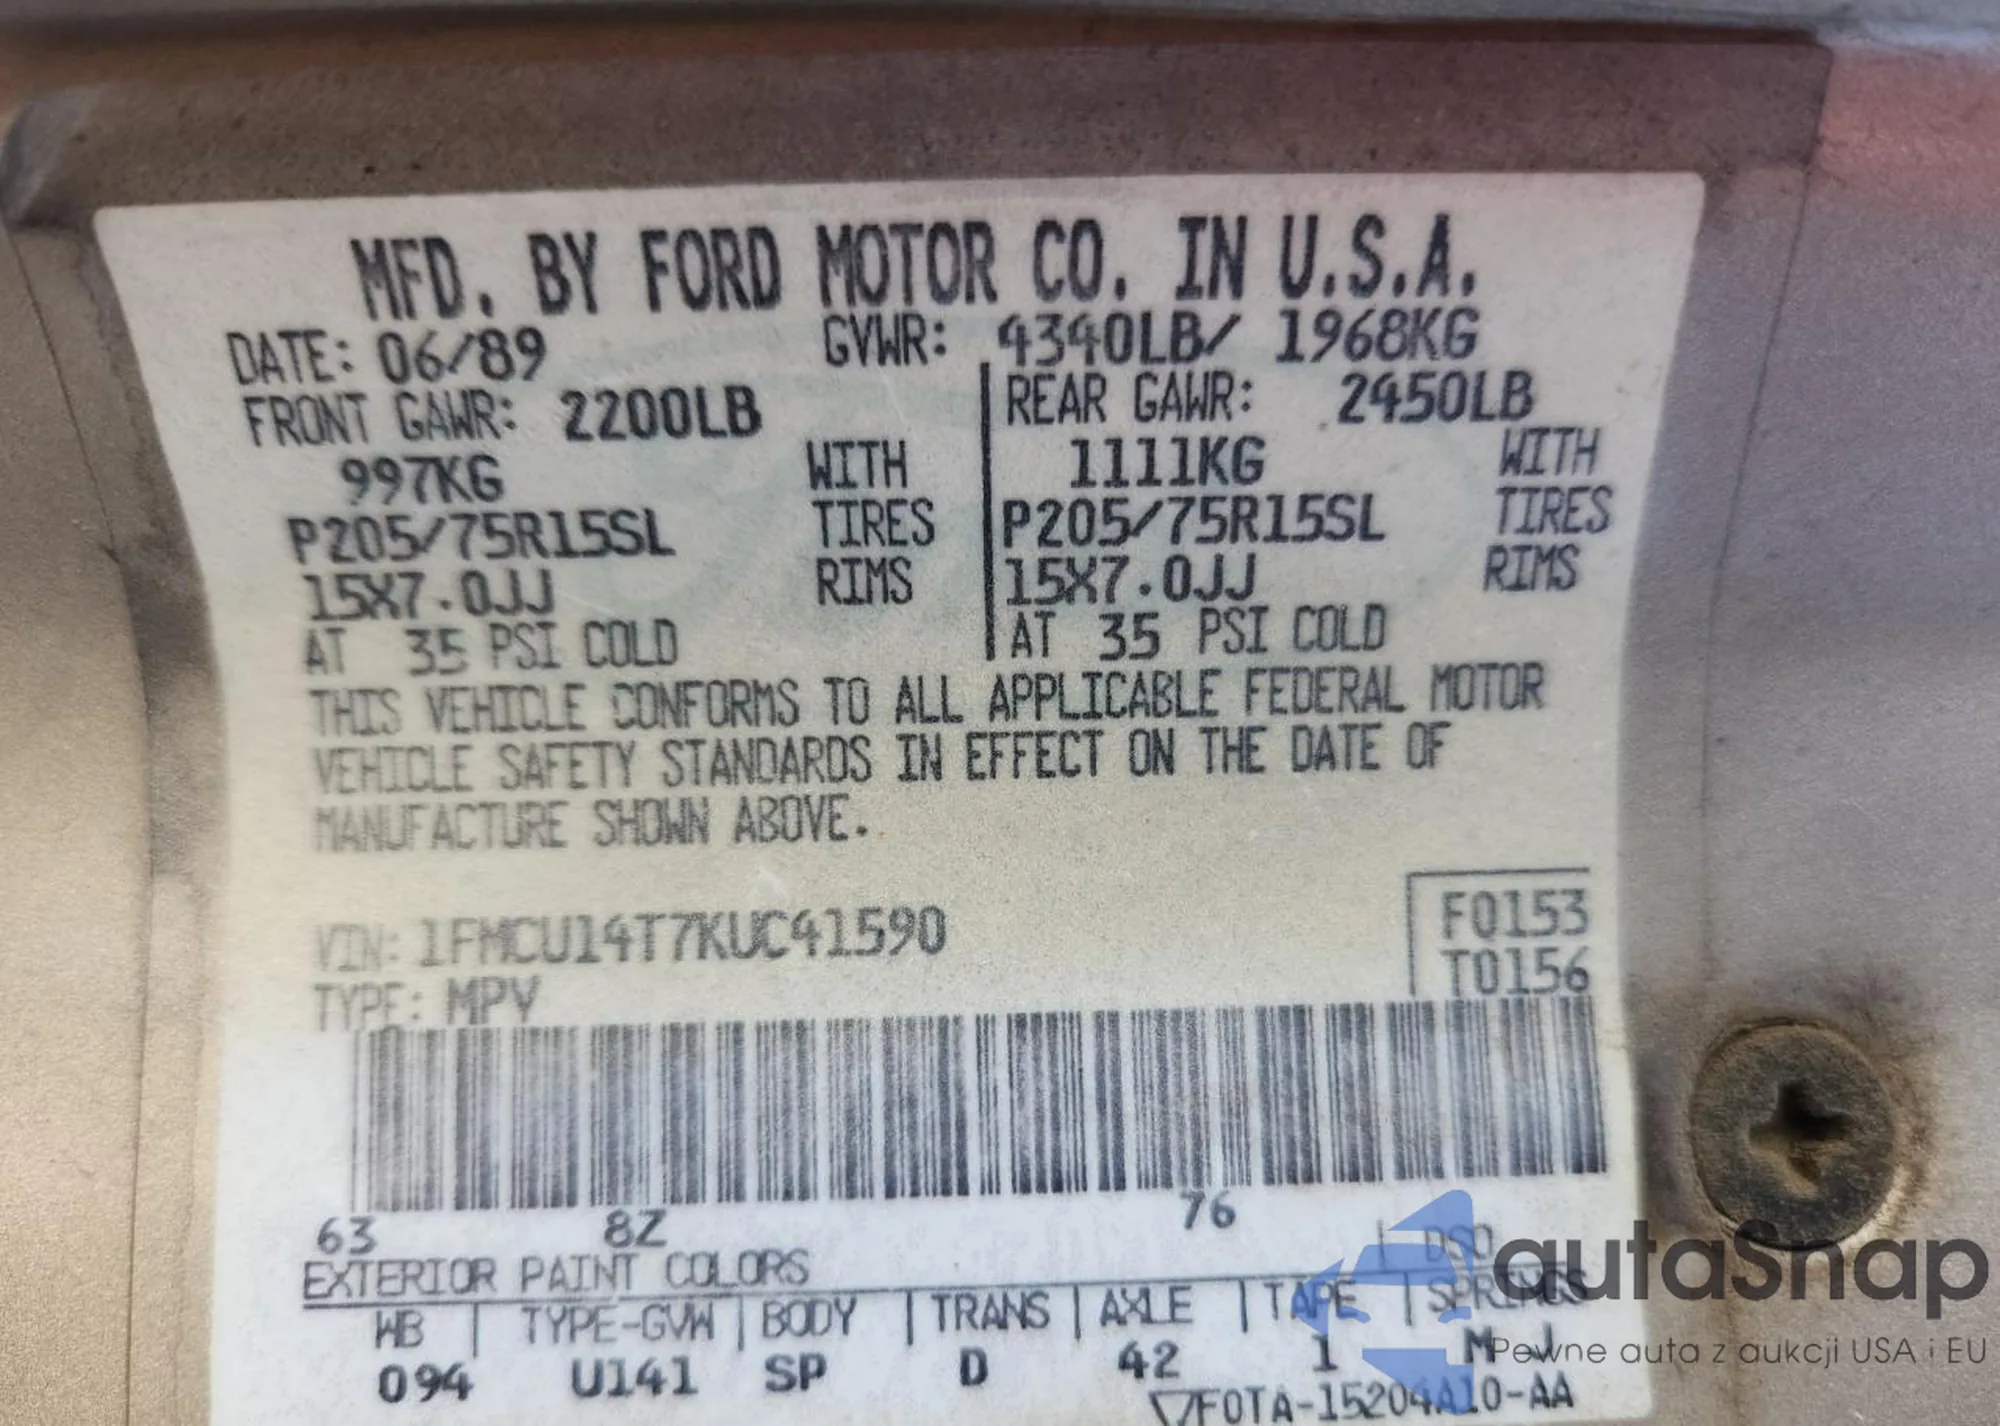 MFD. BY FORD MOTOR CO. IN U.S.A.
DATE: 06/89 GVWR: 4340LB/ 1968KG
FRONT GAWR: 2200LB REAR GAWR: 2450LB
997KG WITH 1111KG WITH
P205/75R15SL TIRES P205/75R15SL TIRES
15X7.0JJ RIMS 15X7.0JJ RIMS
AT 35 PSI COLD AT 35 PSI COLD
THIS VEHICLE CONFORMS TO ALL APPLICABLE FEDERAL MOTOR
VEHICLE SAFETY STANDARDS IN EFFECT ON THE DATE OF
MANUFACTURE SHOWN ABOVE.
F0153
VIN: 1FMCU14T7KUC41590
T0156
TYPE: MPV
63 8Z 76
EXTERIOR PAINT COLORS DSO
WB TYPE-GVW BODY TRANS AXLE TAPE SPRINGS
094 U141 SP D 42 1 M J
F0TA-15204A10-AA
autaSnap
Pewne auta z aukcji USA i EU